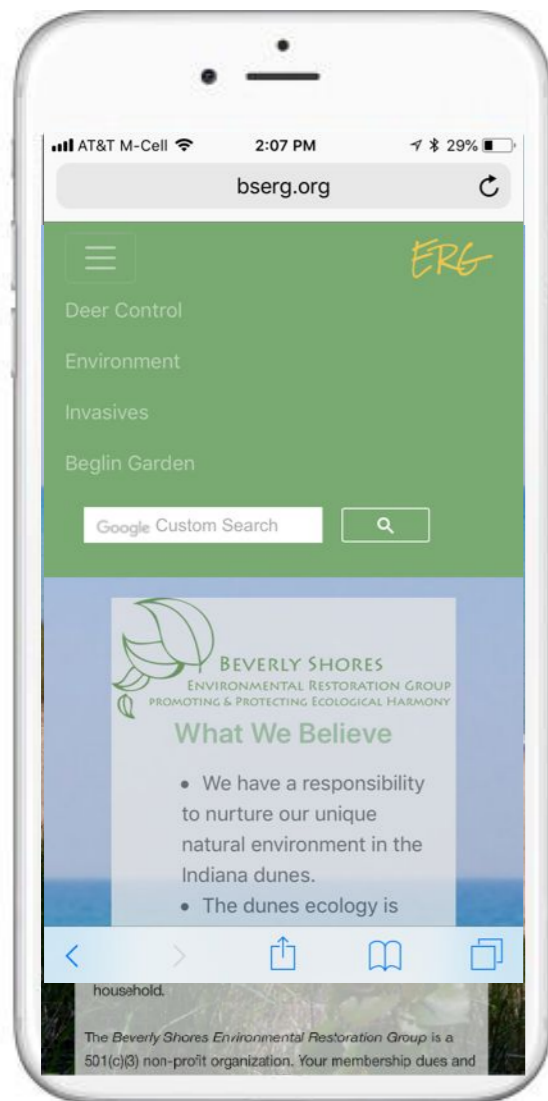 AT&T M-Cell 2:07 PM 29%
bserg.org
ERG
Deer Control
Environment
Invasives
Beglin Garden
Google Custom Search
BEVERLY SHORES
ENVIRONMENTAL RESTORATION GROUP
PROMOTING & PROTECTING ECOLOGICAL HARMONY
What We Believe
• We have a responsibility
to nurture our unique
natural environment in the
Indiana dunes.
• The dunes ecology is
household.
The Beverly Shores Environmental Restoration Group is a
501(c)(3) non-profit organization. Your membership dues and